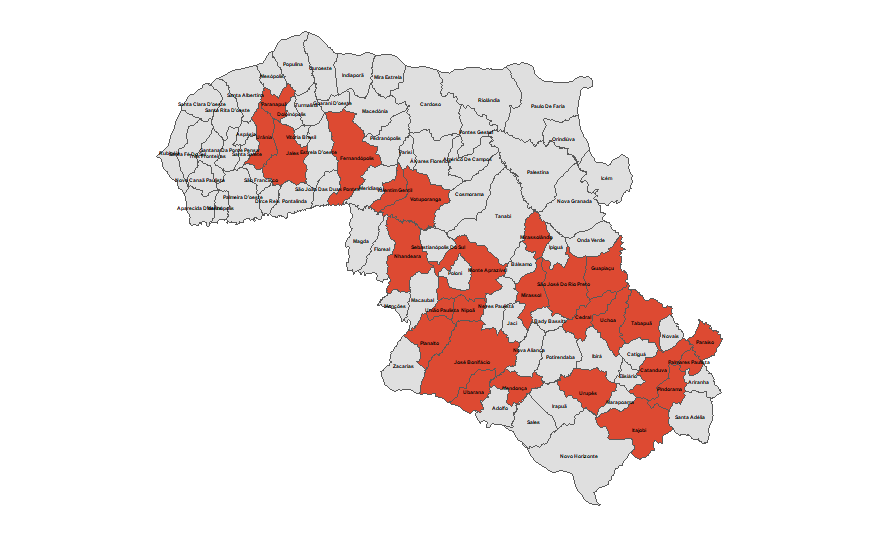 Populina
Ouroeste
Mesópolis
Indiaporã
Mira Estrela
Santa Albertina
Santa Clara D'oeste
Santa Rita D'oeste
Paranapuã
Turmalina
Guarani D'oeste
Dolcinópolis
Macedônia
Cardoso
Riolândia
Paulo De Faria
Aspásia
Urânia
Vitória Brasil
Pedranópolis
Pontes Gestal
Orindiúva
Santana Da Ponte Pensa
Três Fronteiras
Santa Salete
Jales
Estrela D'oeste
Fernandópolis
Parisi
Álvares Florence
Américo De Campos
Palestina
Icém
Nova Canaã Paulista
São Francisco
São João Das Duas Pontes
Meridiano
Valentim Gentil
Votuporanga
Cosmorama
Palmeira D'oeste
Dirce Reis
Pontalinda
Aparecida D'oeste
Nova Granada
Tanabi
Magda
Floreal
Sebastianópolis Do Sul
Mirassolândia
Ipiguá
Onda Verde
Nhandeara
Poloni
Monte Aprazível
Bálsamo
Guapiaçu
São José Do Rio Preto
Monções
Macaubal
União Paulista
Nipoã
Neves Paulista
Mirassol
Jaci
Bady Bassitt
Cedral
Uchoa
Tabapuã
Planalto
Novais
Paraíso
Zacarias
José Bonifácio
Nova Aliança
Potirendaba
Ibirá
Catiguá
Palmares Paulista
Catanduva
Elisiário
Ubarana
Mendonça
Urupês
Pindorama
Ariranha
Marapoama
Adolfo
Irapuã
Sales
Itajobi
Santa Adélia
Novo Horizonte